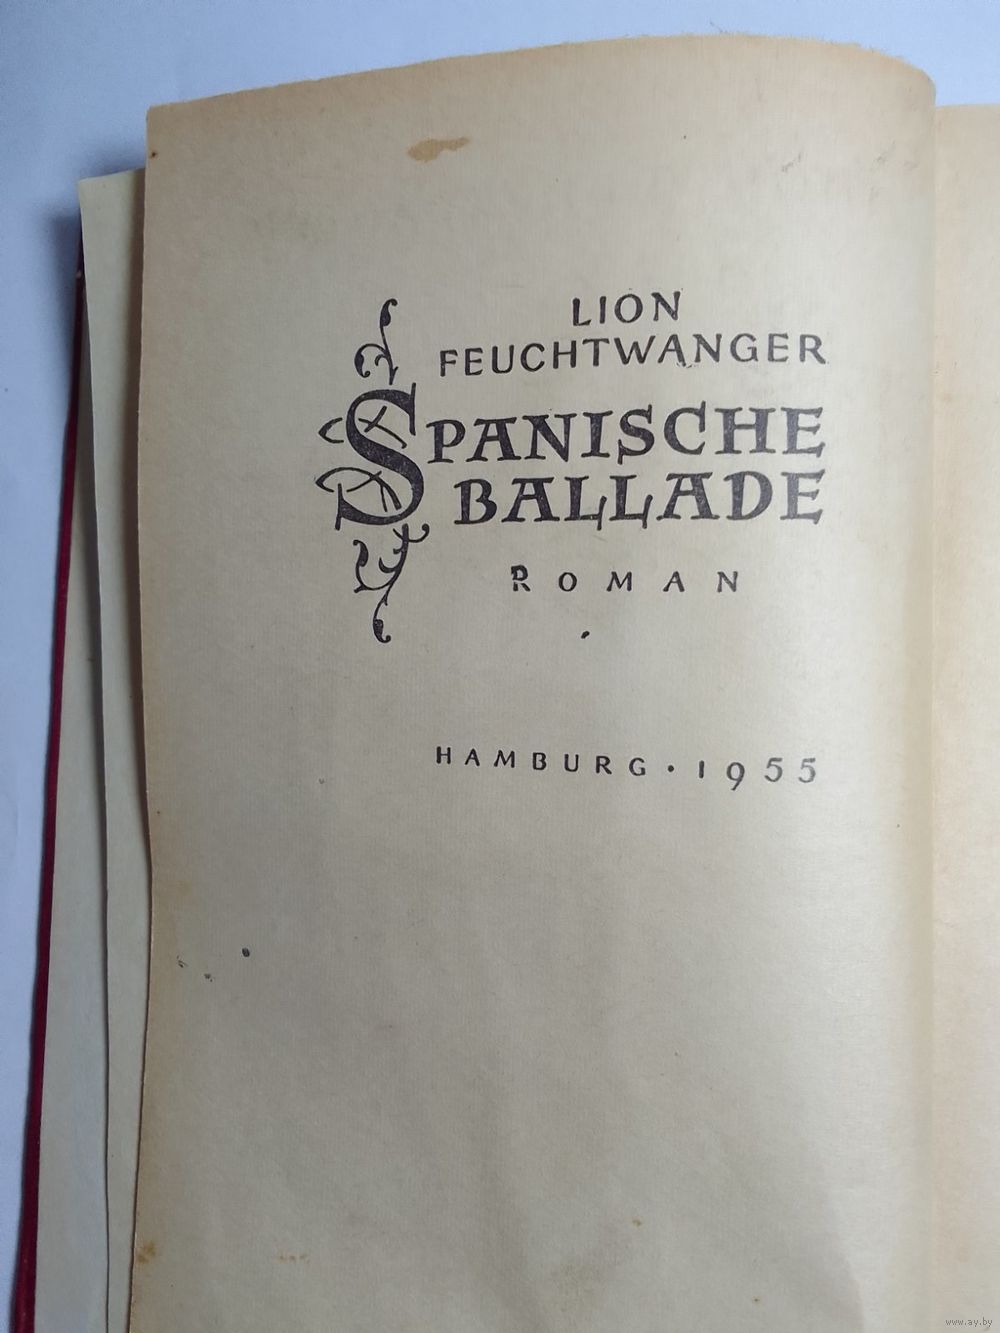 LION
FEUCHTWANGER
SPANISCHE
BALLADE
ROMAN
HAMBURG · 1955
www.ay.by